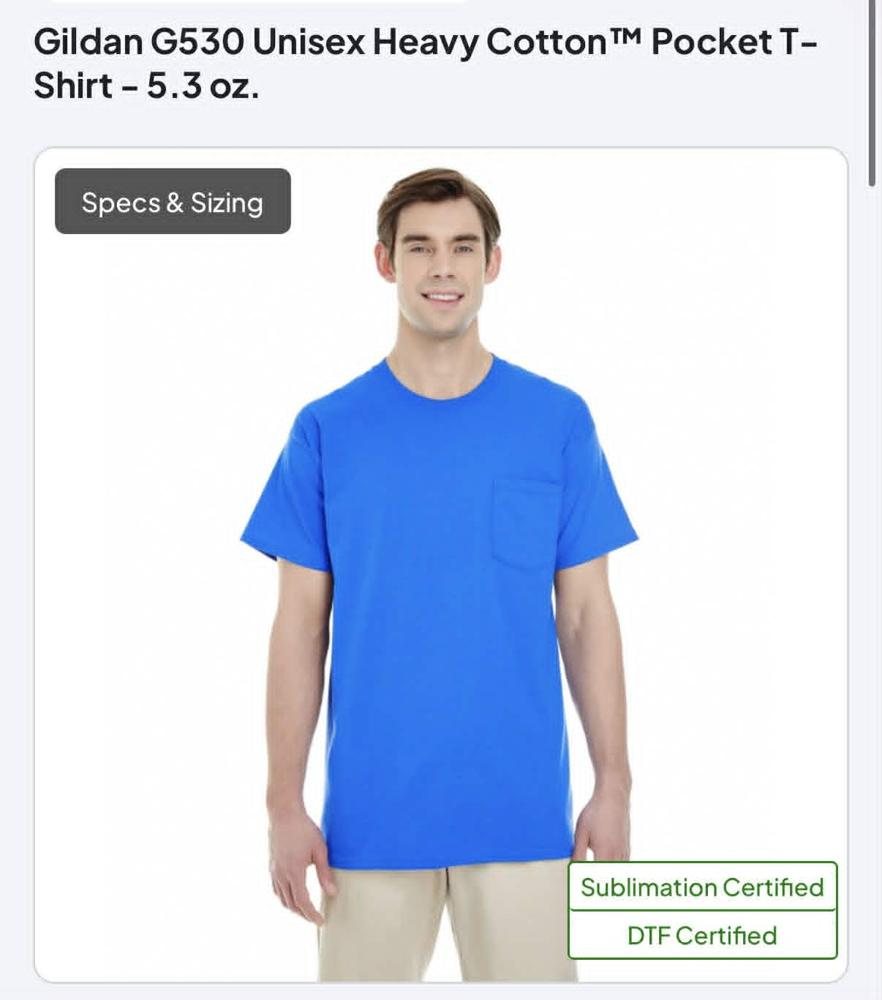 Gildan G530 Unisex Heavy Cotton™ Pocket T-
Shirt - 5.3 oz.
Specs & Sizing
Sublimation Certified
DTF Certified